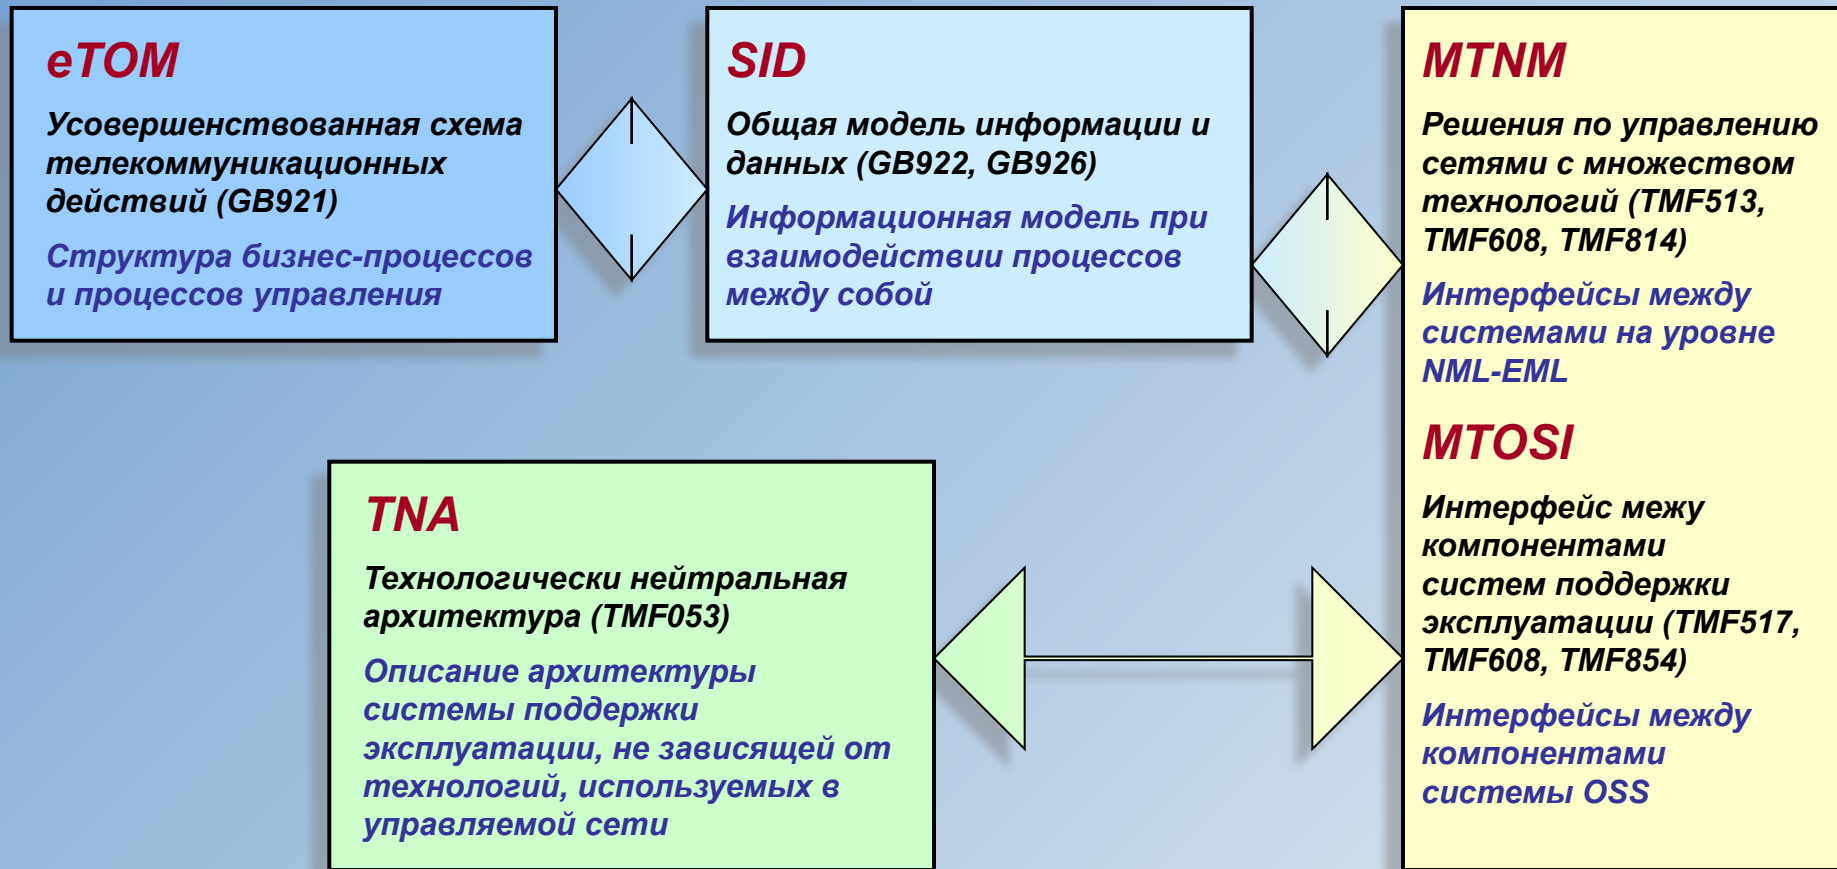 eTOM
Усовершенствованная схема
телекоммуникационных
действий (GB921)
Структура бизнес-процессов
и процессов управления
SID
Общая модель информации и
данных (GB922, GB926)
Информационная модель при
взаимодействии процессов
между собой
MTNM
Решения по управлению
сетями с множеством
технологий (TMF513,
TMF608, TMF814)
Интерфейсы между
системами на уровне
NML-EML
MTOSI
Интерфейс межу
компонентами
систем поддержки
эксплуатации (TMF517,
TMF608, TMF854)
Интерфейсы между
компонентами
системы OSS
TNA
Технологически нейтральная
архитектура (TMF053)
Описание архитектуры
системы поддержки
эксплуатации, не зависящей от
технологий, используемых в
управляемой сети